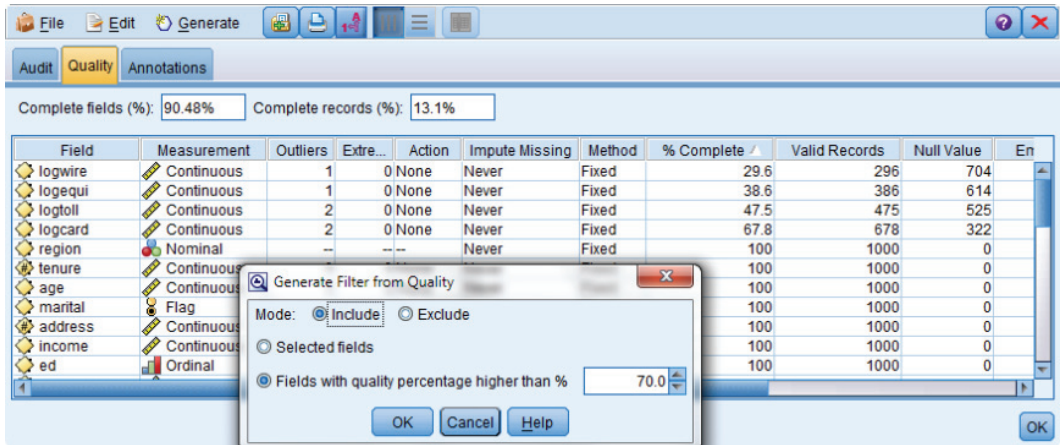 File Edit Generate
Audit Quality Annotations
Complete fields (%): 90.48% Complete records (%): 13.1%
Field Measurement Outliers Extre... Action Impute Missing Method % Complete Valid Records Null Value Em
logwire Continuous 1 0 None Never Fixed 29.6 296 704
logequi Continuous 1 0 None Never Fixed 38.6 386 614
logtoll Continuous 2 0 None Never Fixed 47.5 475 525
logcard Continuous 2 0 None Never Fixed 67.8 678 322
region Nominal -- -- -- Never Fixed 100 1000 0
tenure Continuous 100 1000 0
age Continuous 100 1000 0
marital Flag 100 1000 0
address Continuous 100 1000 0
income Continuous 100 1000 0
ed Ordinal 100 1000 0
Generate Filter from Quality
Mode: Include Exclude
Selected fields
Fields with quality percentage higher than % 70.0
OK Cancel Help
OK